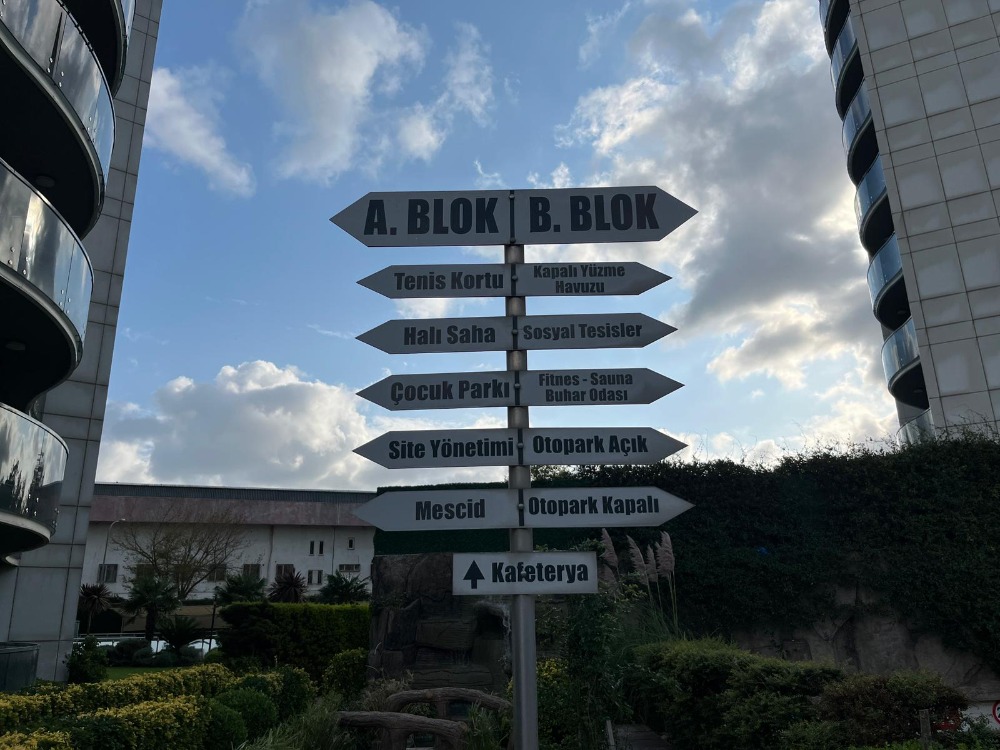 A. BLOK B. BLOK
Tenis Kortu
Kapalı Yüzme
Havuzu
Halı Saha
Sosyal Tesisler
Çocuk Parkı
Fitnes - Sauna
Buhar Odası
Site Yönetimi
Otopark Açık
Mescid
Otopark Kapalı
Kafeterya